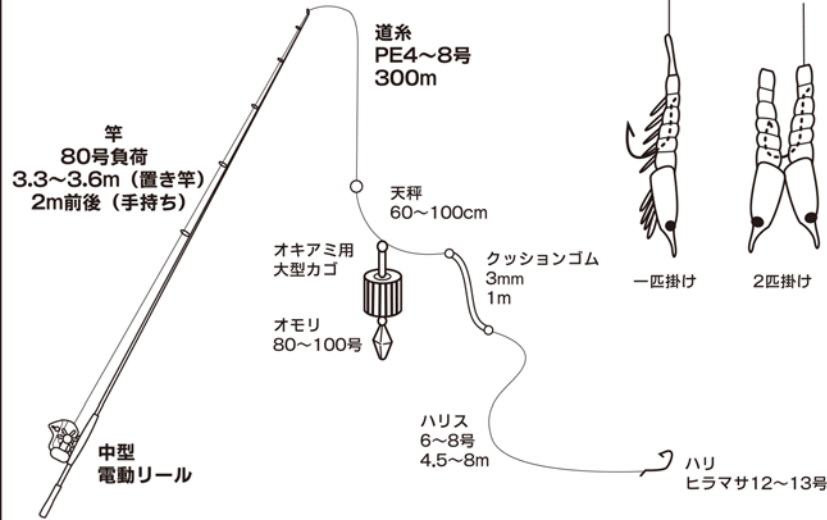 道糸
PE4〜8号
300m
竿
80号負荷
3.3〜3.6m（置き竿）
2m前後（手持ち）
天秤
60〜100cm
オキアミ用
大型カゴ
クッションゴム
3mm
1m
オモリ
80〜100号
一匹掛け
2匹掛け
ハリス
6〜8号
4.5〜8m
中型
電動リール
ハリ
ヒラマサ12〜13号